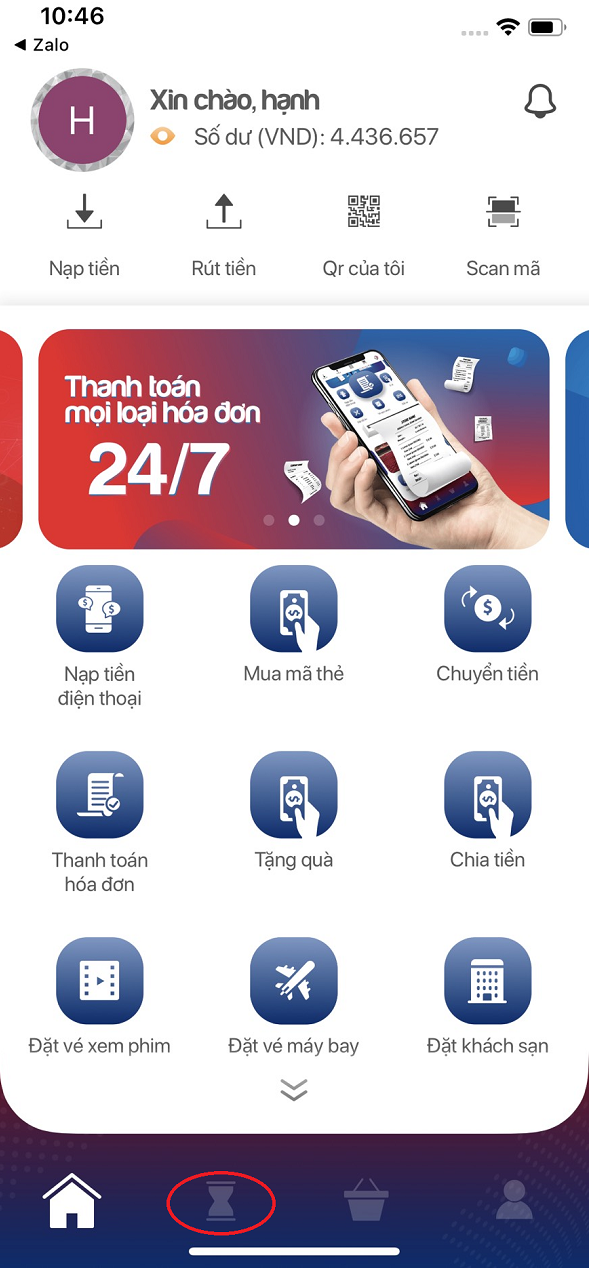 10:46
◀ Zalo
H
Xin chào, hạnh
Số dư (VND): 4.436.657
Nạp tiền
Rút tiền
Qr của tôi
Scan mã
Thanh toán
mọi loại hóa đơn
24/7
Nạp tiền
điện thoại
Mua mã thẻ
Chuyển tiền
Thanh toán
hóa đơn
Tặng quà
Chia tiền
Đặt vé xem phim
Đặt vé máy bay
Đặt khách sạn